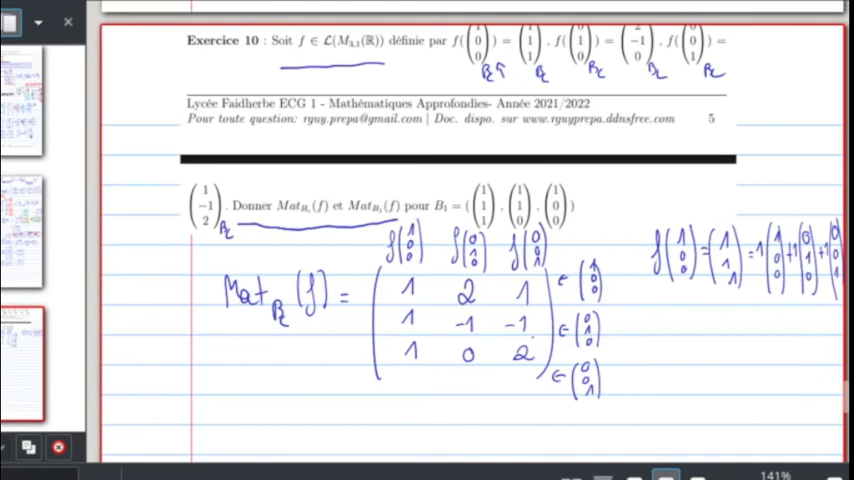 Exercice 10 : Soit f ∈ L(M₃,₁(ℝ)) définie par f((1 0 0)) = (1 1 1), f((0 1 0)) = (2 -1 0), f((0 0 1)) =
Bc Bc Bc Bc Bc
Lycée Faidherbe ECG 1 - Mathématiques Approfondies- Année 2021/2022
Pour toute question: rguy.prepa@gmail.com | Doc. dispo. sur www.rguyprepa.ddnsfree.com 5
(1 -1 2)Bc. Donner Mat_Bc(f) et Mat_B₁(f) pour B₁ = ((1 1 1), (1 1 0), (1 0 0))
f(1 0 0) f(0 1 0) f(0 0 1)
f(1 0 0) = (1 1 1) = 1(1 0 0) + 1(0 1 0) + 1(0 0 1)
Mat Bc (f) =
1 2 1 ← (1 0 0)
1 -1 -1 ← (0 1 0)
1 0 2 ← (0 0 1)
141%